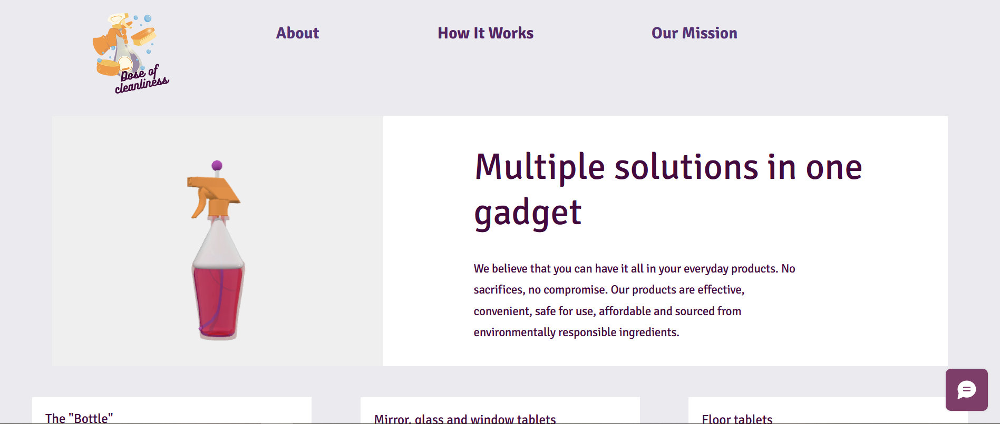 Dose of
cleanliness
About
How It Works
Our Mission
Multiple solutions in one
gadget
We believe that you can have it all in your everyday products. No
sacrifices, no compromise. Our products are effective,
convenient, safe for use, affordable and sourced from
environmentally responsible ingredients.
The "Bottle"
Mirror, glass and window tablets
Floor tablets